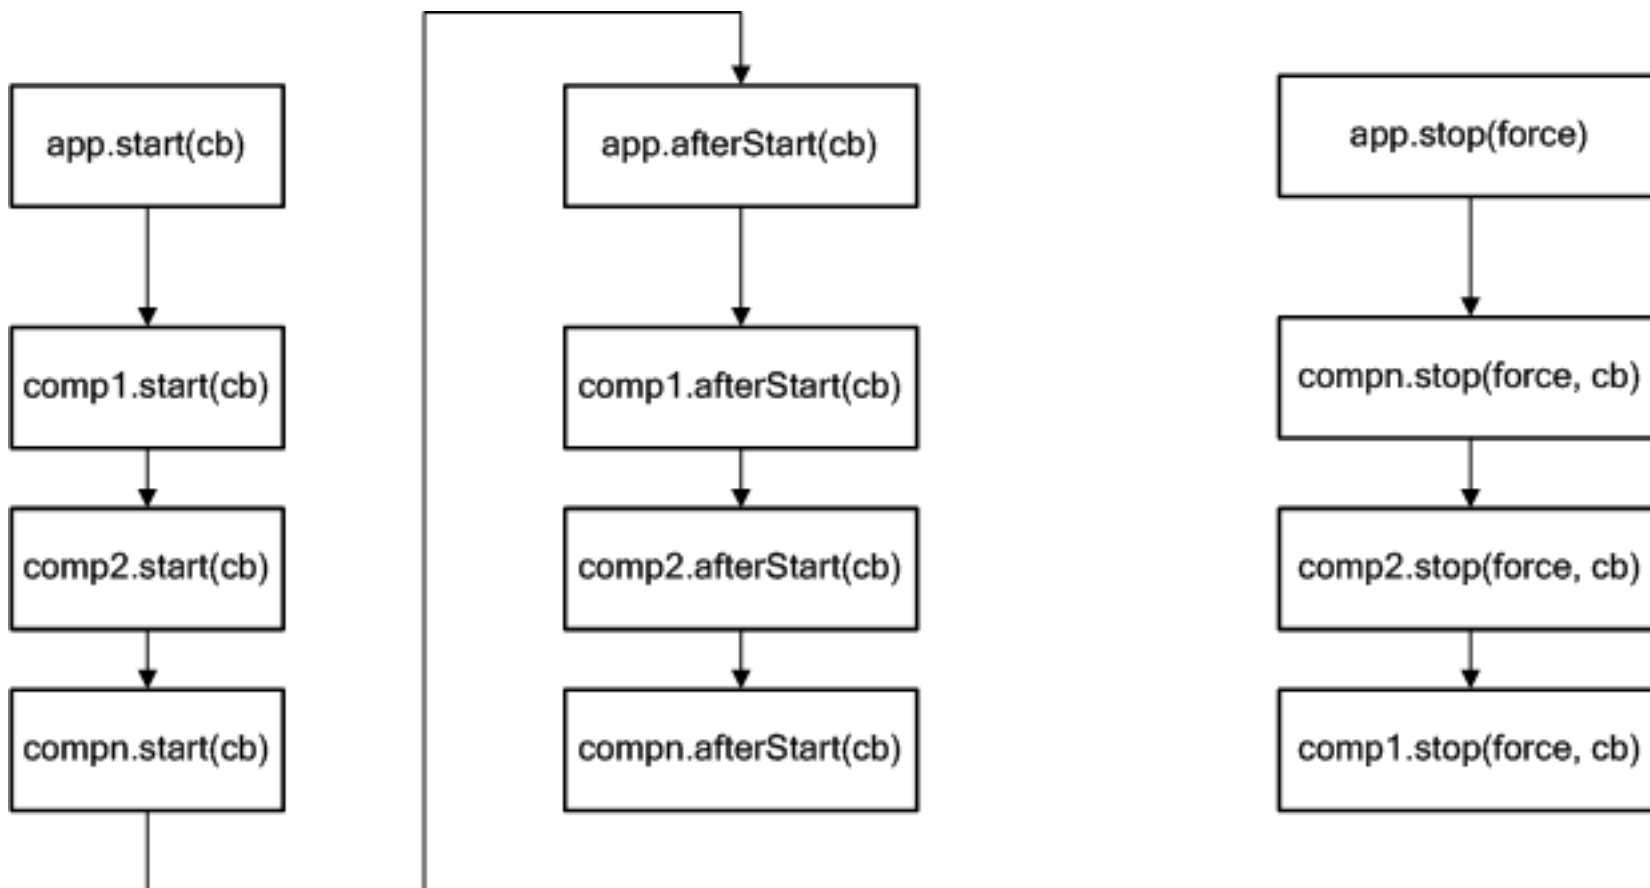 app.start(cb)
comp1.start(cb)
comp2.start(cb)
compn.start(cb)
app.afterStart(cb)
comp1.afterStart(cb)
comp2.afterStart(cb)
compn.afterStart(cb)
app.stop(force)
compn.stop(force, cb)
comp2.stop(force, cb)
comp1.stop(force, cb)